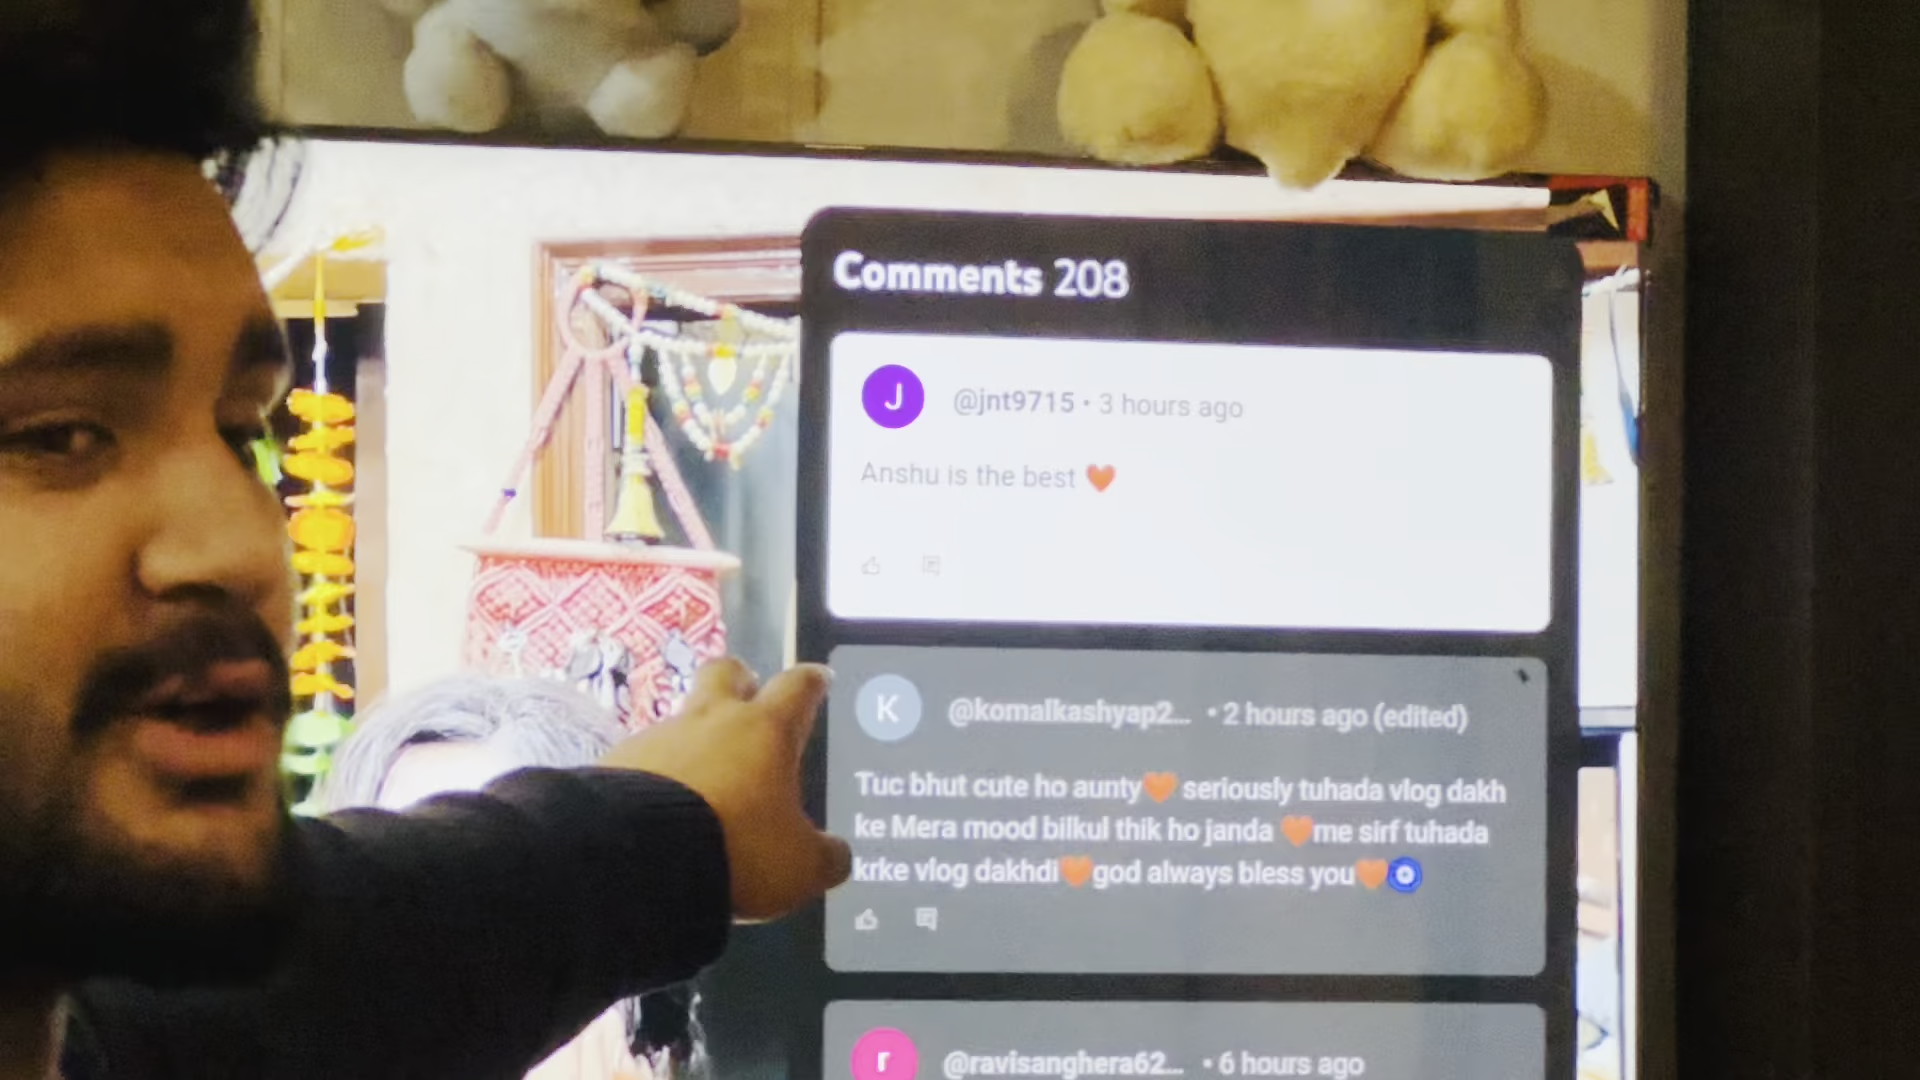 Comments 208
J
@jnt9715 • 3 hours ago
Anshu is the best 🧡
K
@komalkashyap2... • 2 hours ago (edited)
Tuc bhut cute ho aunty🧡 seriously tuhada vlog dakh
ke Mera mood bilkul thik ho janda 🧡me sirf tuhada
krke vlog dakhdi🧡god always bless you🧡🧿
r
@ravisanghera62... • 6 hours ago